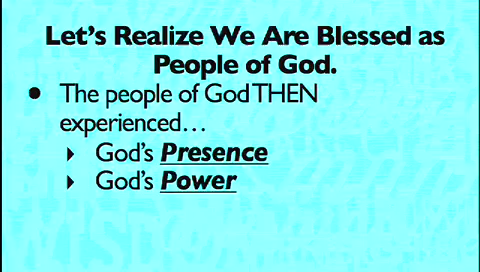 Let's Realize We Are Blessed as
People of God.
• The people of God THEN
experienced…
‣ God's Presence
‣ God's Power